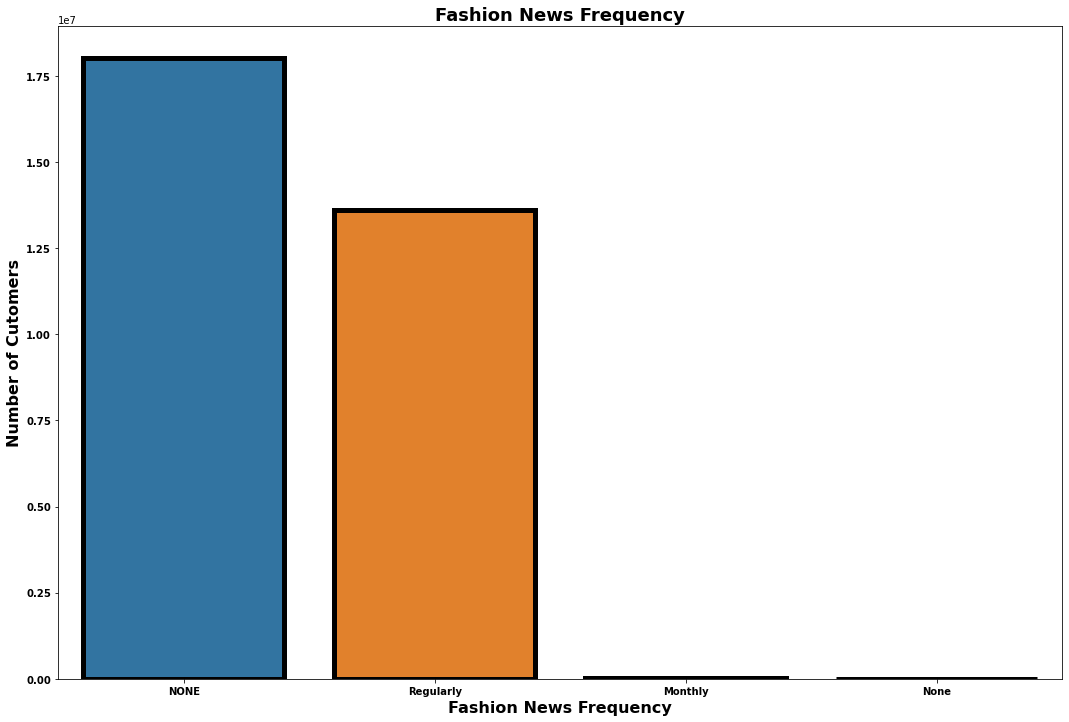 Fashion News Frequency
1e7
1.75
1.50
1.25
1.00
0.75
0.50
0.25
0.00
Number of Cutomers
NONE Regularly Monthly None
Fashion News Frequency